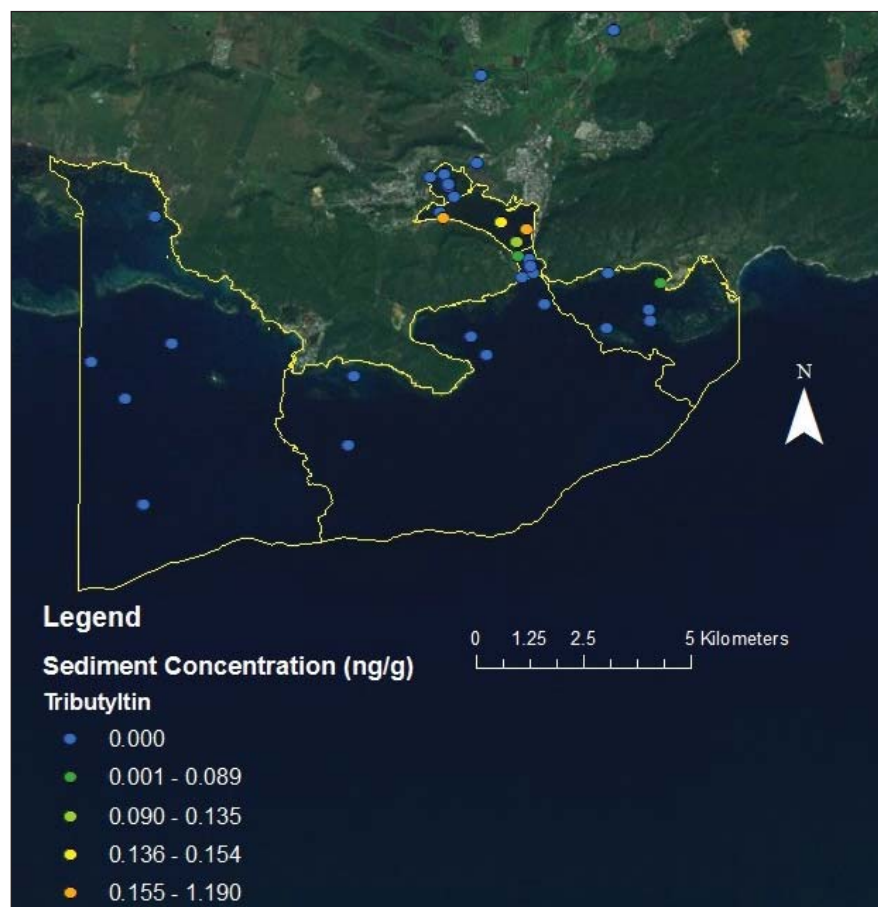 N
0 1.25 2.5 5 Kilometers
Legend
Sediment Concentration (ng/g)
Tributyltin
0.000
0.001 - 0.089
0.090 - 0.135
0.136 - 0.154
0.155 - 1.190